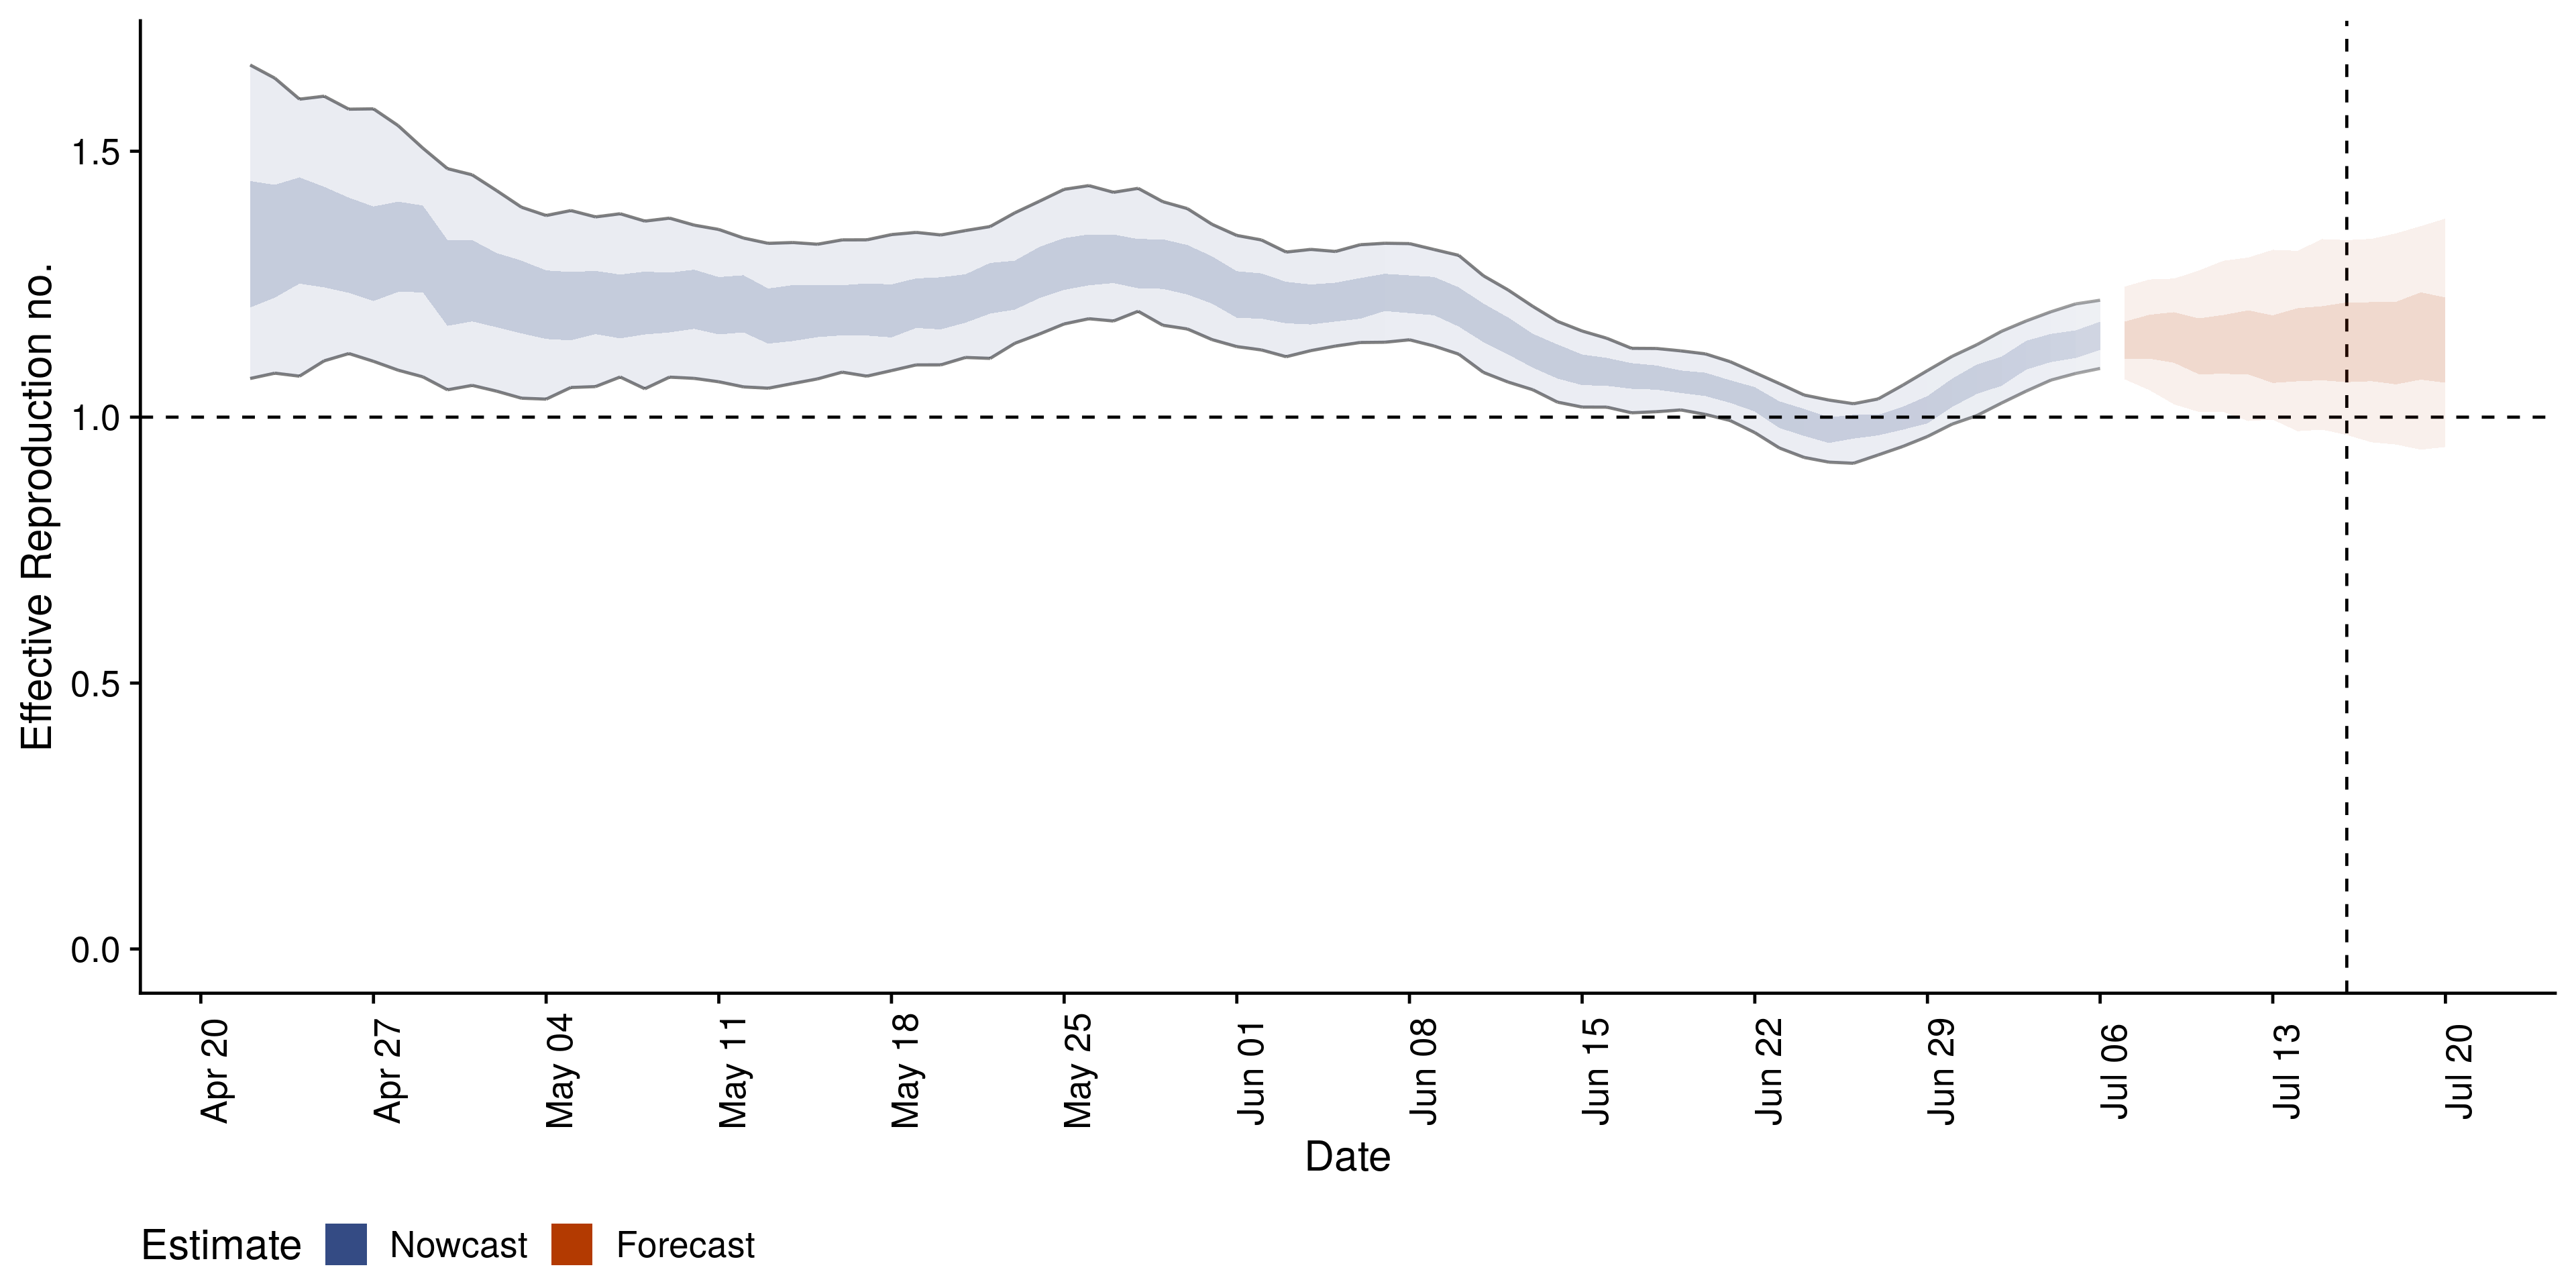 Effective Reproduction no.
1.5
1.0
0.5
0.0
Apr 20
Apr 27
May 04
May 11
May 18
May 25
Jun 01
Jun 08
Jun 15
Jun 22
Jun 29
Jul 06
Jul 13
Jul 20
Date
Estimate Nowcast Forecast